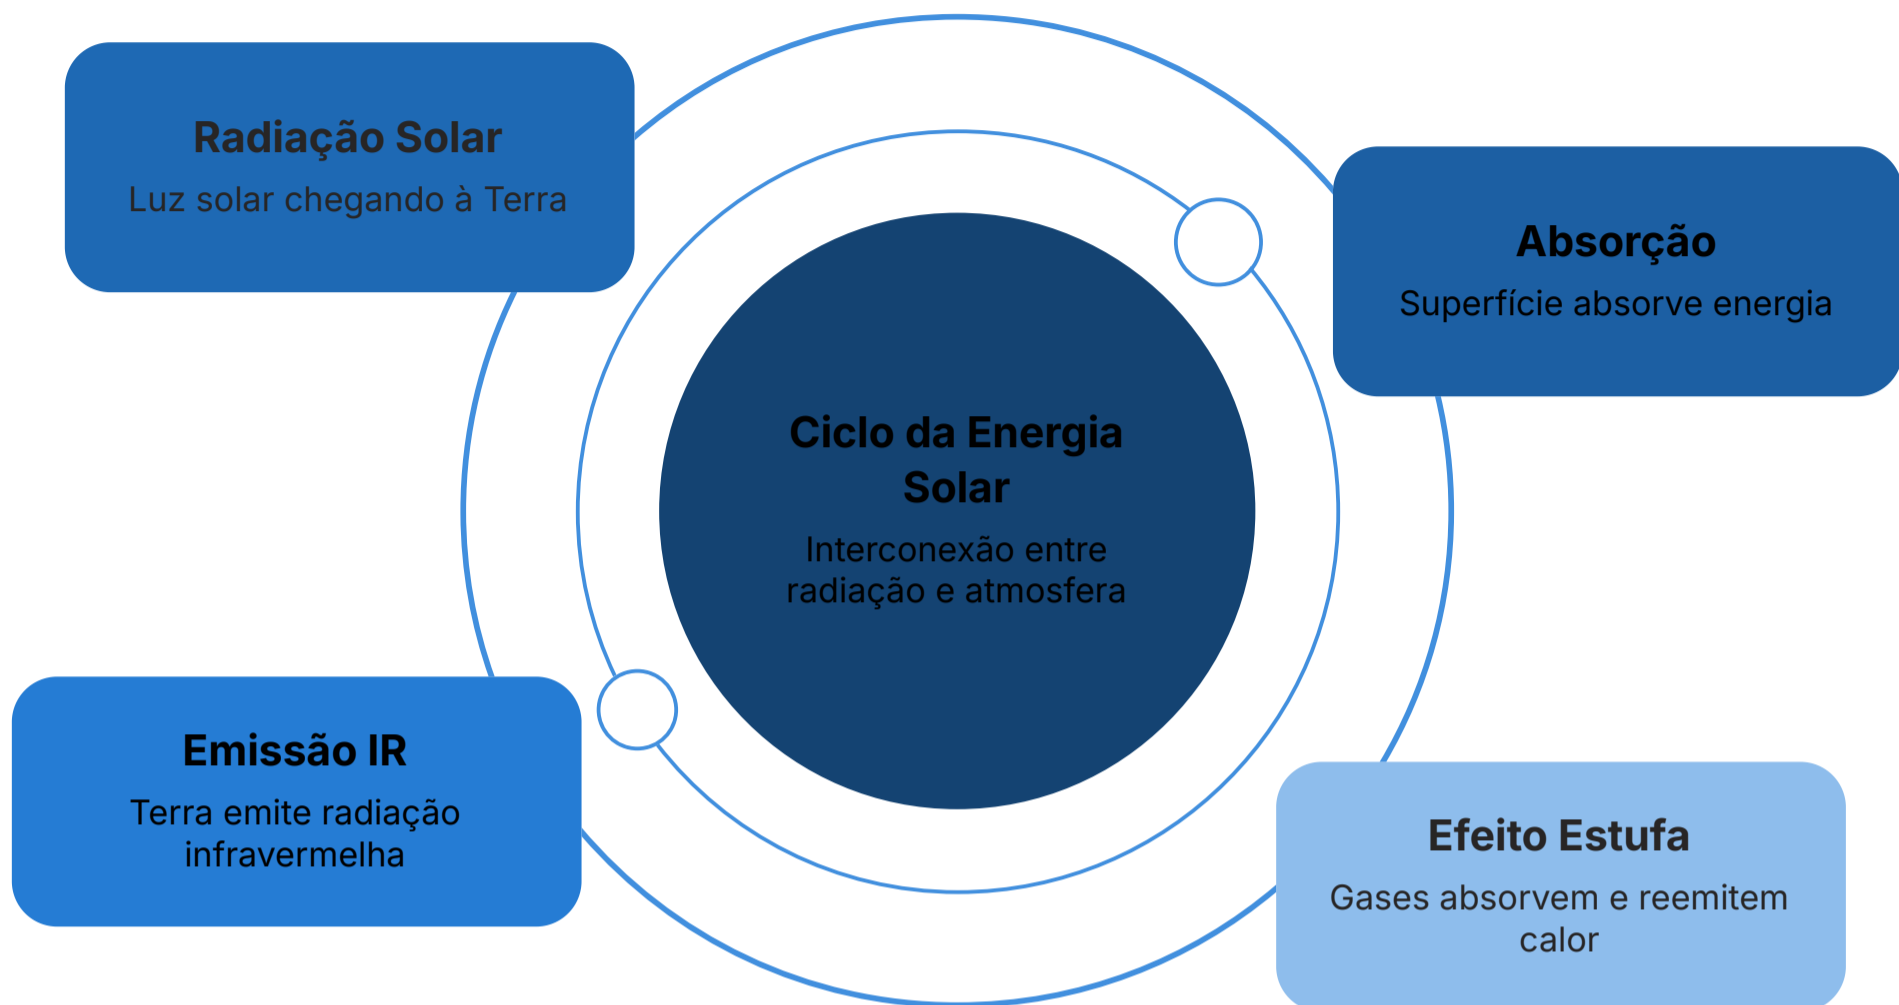 Radiação Solar
Luz solar chegando à Terra
Absorção
Superfície absorve energia
Ciclo da Energia
Solar
Interconexão entre
radiação e atmosfera
Emissão IR
Terra emite radiação
infravermelha
Efeito Estufa
Gases absorvem e reemitem
calor